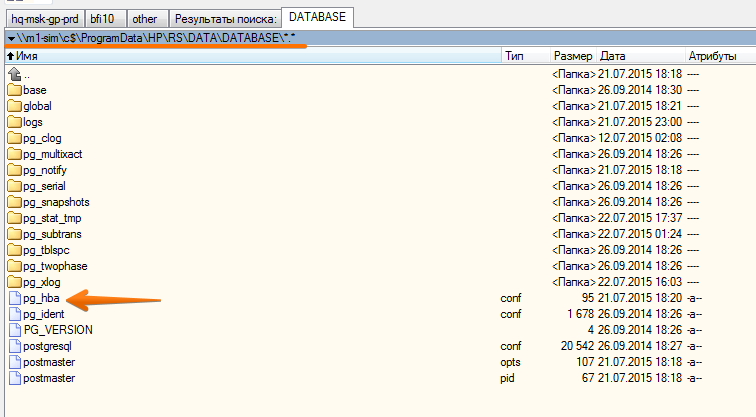 hq-msk-gp-prd bfi10 other Результаты поиска: DATABASE
\\m1-sim\c$\ProgramData\HP\RS\DATA\DATABASE\*.*
Имя Тип Размер Дата Атрибуты
.. <Папка> 21.07.2015 18:18 ----
base <Папка> 26.09.2014 18:30 ----
global <Папка> 21.07.2015 18:21 ----
logs <Папка> 21.07.2015 23:00 ----
pg_clog <Папка> 12.07.2015 02:08 ----
pg_multixact <Папка> 26.09.2014 18:26 ----
pg_notify <Папка> 21.07.2015 18:18 ----
pg_serial <Папка> 26.09.2014 18:26 ----
pg_snapshots <Папка> 26.09.2014 18:26 ----
pg_stat_tmp <Папка> 22.07.2015 17:37 ----
pg_subtrans <Папка> 22.07.2015 01:24 ----
pg_tblspc <Папка> 26.09.2014 18:26 ----
pg_twophase <Папка> 26.09.2014 18:26 ----
pg_xlog <Папка> 22.07.2015 16:03 ----
pg_hba conf 95 21.07.2015 18:20 -a--
pg_ident conf 1 678 26.09.2014 18:26 -a--
PG_VERSION 4 26.09.2014 18:26 -a--
postgresql conf 20 542 26.09.2014 18:27 -a--
postmaster opts 107 21.07.2015 18:18 -a--
postmaster pid 67 21.07.2015 18:18 -a--